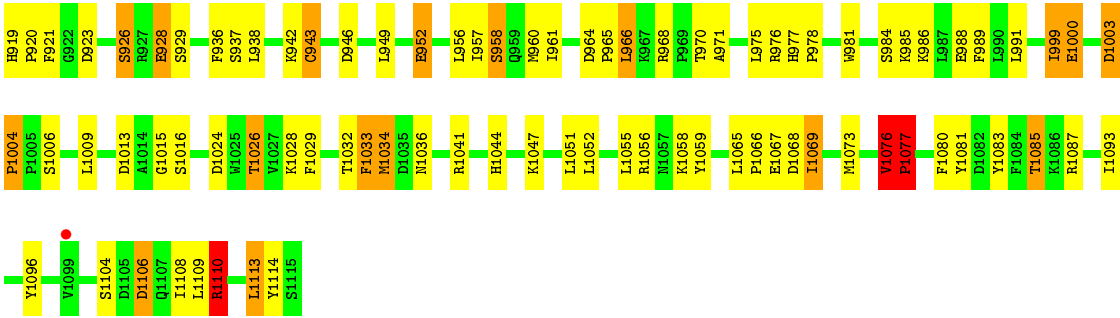 H919 P920 F921 G922 D923 S926 R927 E928 S929 F936 S937 L938 K942 C943 D946 L949 E952 L956 I957 S958 Q959 M960 I961 D964 P965 L966 K967 R968 P969 T970 A971 L975 R976 H977 P978 W981 S984 K985 K986 L987 E988 F989 L990 L991 I999 E1000 D1003
P1004 P1005 S1006 L1009 D1013 A1014 G1015 S1016 D1024 W1025 T1026 V1027 K1028 F1029 T1032 F1033 M1034 D1035 N1036 R1041 H1044 K1047 L1051 L1052 L1055 R1056 N1057 K1058 Y1059 L1065 P1066 E1067 D1068 I1069 M1073 V1076 P1077 F1080 Y1081 D1082 Y1083 F1084 T1085 K1086 R1087 I1093
Y1096 V1099 S1104 D1105 D1106 Q1107 I1108 L1109 R1110 L1113 Y1114 S1115